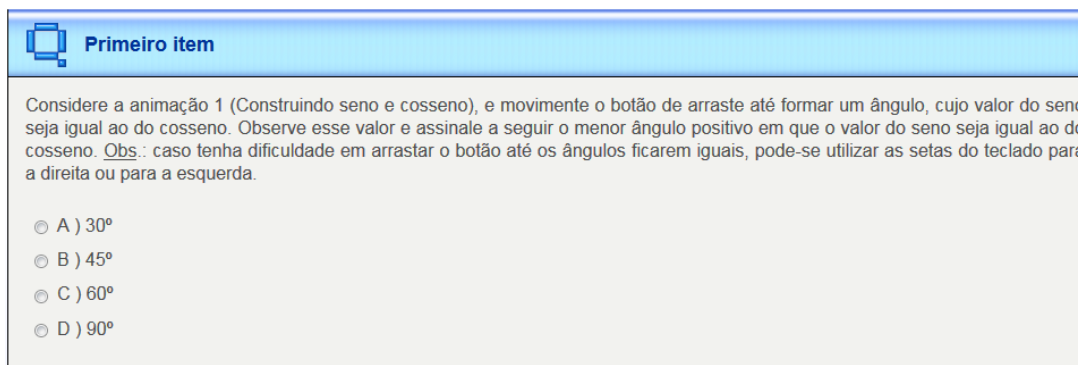 Primeiro item
Considere a animação 1 (Construindo seno e cosseno), e movimente o botão de arraste até formar um ângulo, cujo valor do seno
seja igual ao do cosseno. Observe esse valor e assinale a seguir o menor ângulo positivo em que o valor do seno seja igual ao do
cosseno. Obs.: caso tenha dificuldade em arrastar o botão até os ângulos ficarem iguais, pode-se utilizar as setas do teclado para
a direita ou para a esquerda.
A ) 30º
B ) 45º
C ) 60º
D ) 90º